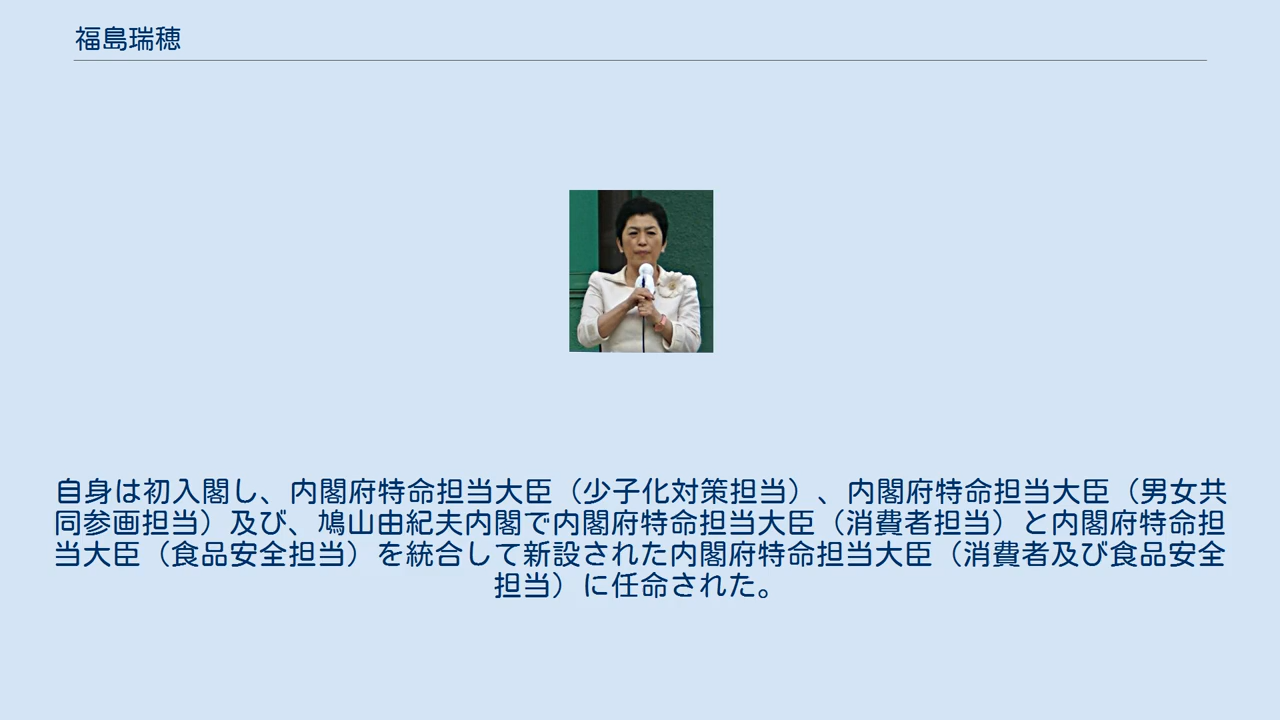 福島瑞穂
自身は初入閣し、内閣府特命担当大臣（少子化対策担当）、内閣府特命担当大臣（男女共
同参画担当）及び、鳩山由紀夫内閣で内閣府特命担当大臣（消費者担当）と内閣府特命担
当大臣（食品安全担当）を統合して新設された内閣府特命担当大臣（消費者及び食品安全
担当）に任命された。